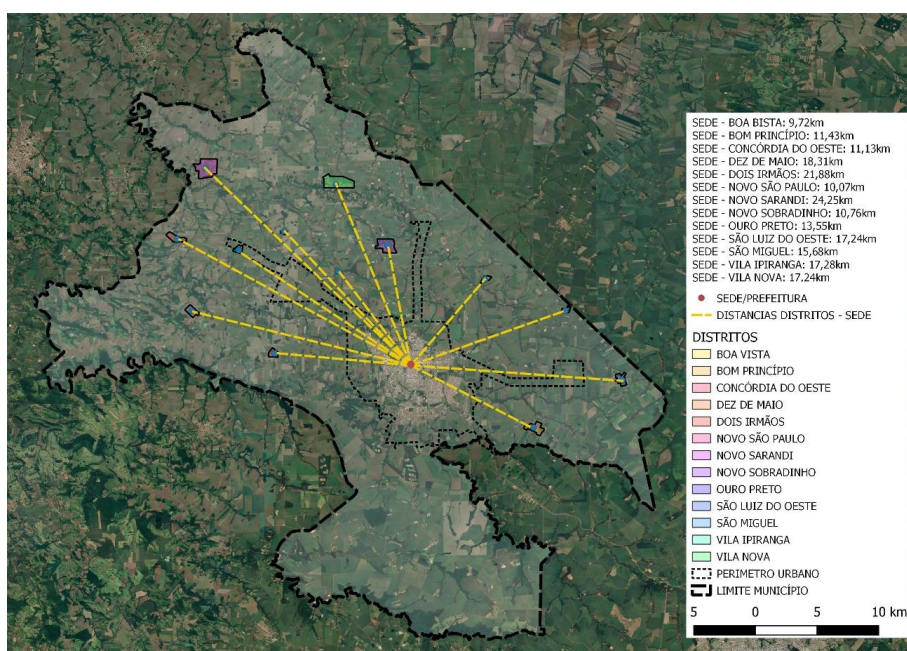 SEDE - BOA BISTA: 9,72km
SEDE - BOM PRINCÍPIO: 11,43km
SEDE - CONCÓRDIA DO OESTE: 11,13km
SEDE - DEZ DE MAIO: 18,31km
SEDE - DOIS IRMÃOS: 21,88km
SEDE - NOVO SÃO PAULO: 10,07km
SEDE - NOVO SARANDI: 24,25km
SEDE - NOVO SOBRADINHO: 10,76km
SEDE - OURO PRETO: 13,55km
SEDE - SÃO LUIZ DO OESTE: 17,24km
SEDE - SÃO MIGUEL: 15,68km
SEDE - VILA IPIRANGA: 17,28km
SEDE - VILA NOVA: 17.24km
SEDE/PREFEITURA
DISTANCIAS DISTRITOS - SEDE
DISTRITOS
BOA VISTA
BOM PRINCÍPIO
CONCÓRDIA DO OESTE
DEZ DE MAIO
DOIS IRMÃOS
NOVO SÃO PAULO
NOVO SARANDI
NOVO SOBRADINHO
OURO PRETO
SÃO LUIZ DO OESTE
SÃO MIGUEL
VILA IPIRANGA
VILA NOVA
PERIMETRO URBANO
LIMITE MUNICÍPIO
5 0 5 10 km